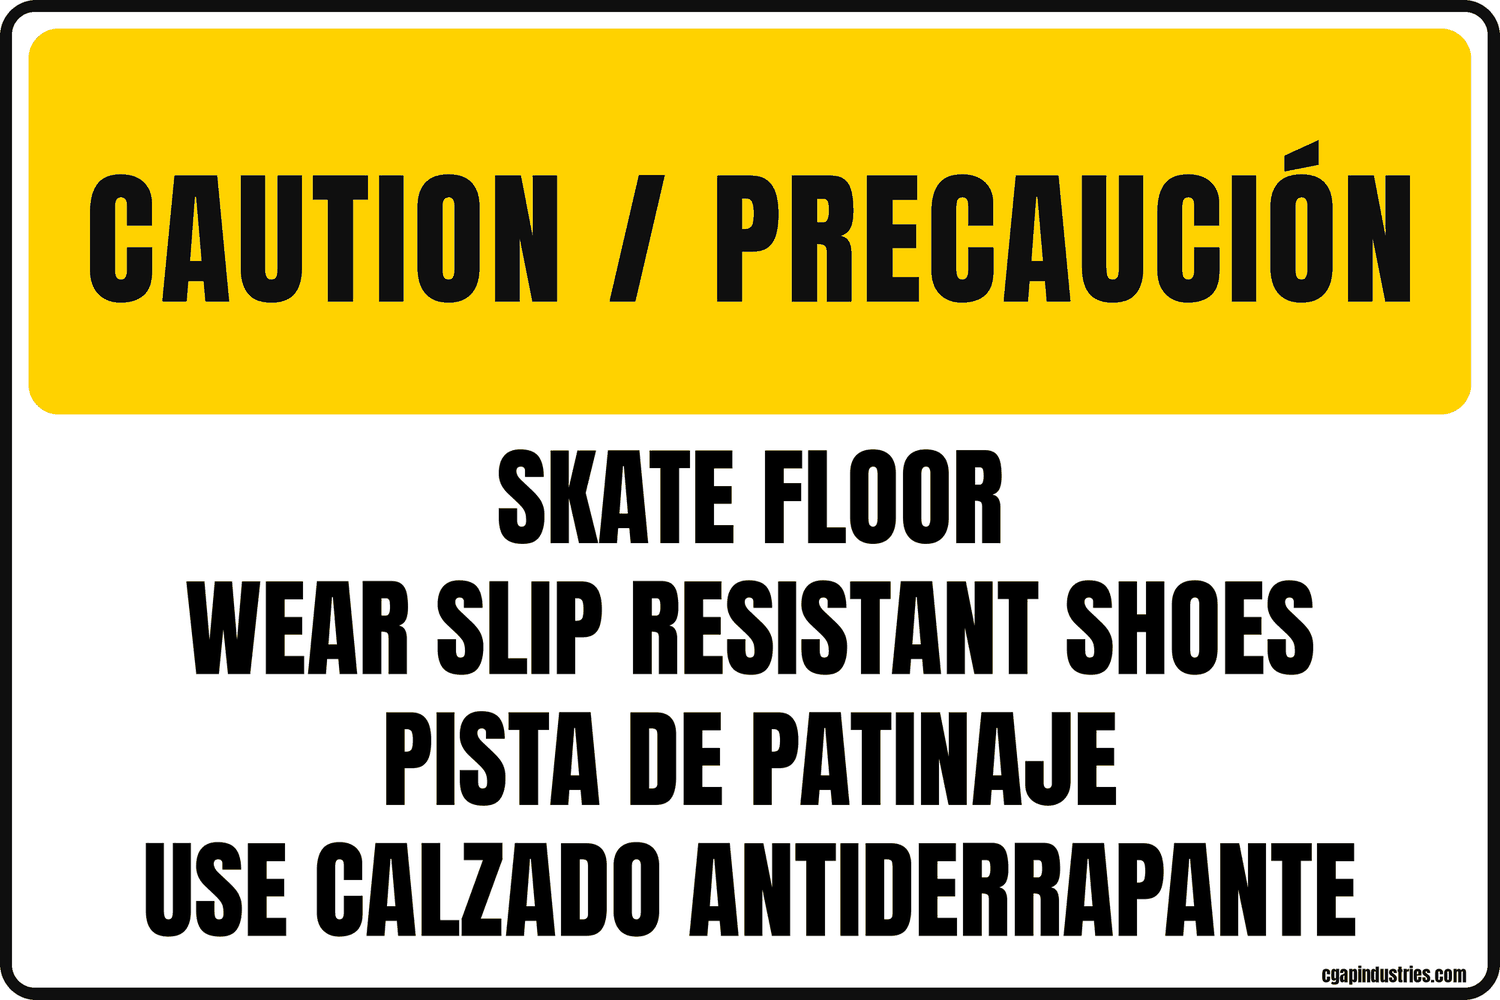 CAUTION / PRECAUCIÓN
SKATE FLOOR
WEAR SLIP RESISTANT SHOES
PISTA DE PATINAJE
USE CALZADO ANTIDERRAPANTE
cgapindustries.com